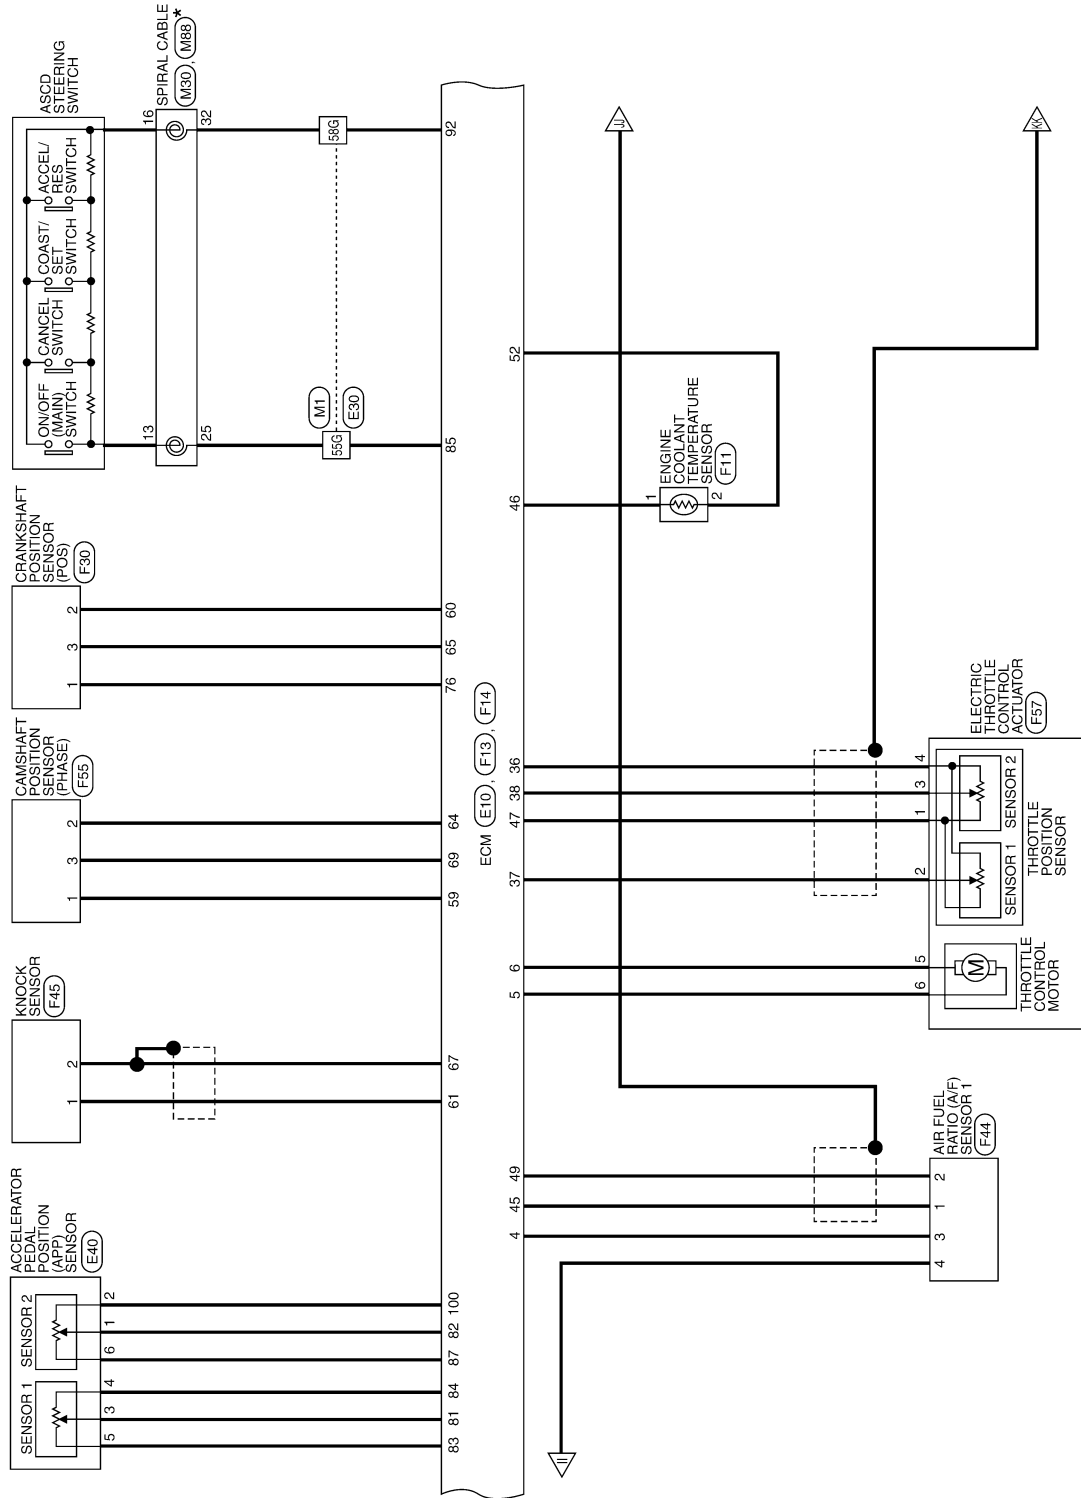 ACCELERATOR
PEDAL
POSITION
(APP)
SENSOR
E40
SENSOR 1
SENSOR 2
5
3
4
6
1
2
83
81
84
87
82
100
KNOCK
SENSOR
F45
1
2
61
67
CAMSHAFT
POSITION
SENSOR
(PHASE)
F55
1
3
2
59
69
64
CRANKSHAFT
POSITION
SENSOR
(POS)
F30
1
3
2
76
65
60
ASCD
STEERING
SWITCH
ON/OFF
(MAIN)
SWITCH
CANCEL
SWITCH
COAST/
SET
SWITCH
ACCEL/
RES
SWITCH
13
16
SPIRAL CABLE
M30 , M88 *
25
32
55G
M1
E30
58G
85
92
ECM E10 , F13 , F14
4
45
49
5
6
37
47
38
36
46
52
II
JJ
KK
1
2
ENGINE
COOLANT
TEMPERATURE
SENSOR
F11
AIR FUEL
RATIO (A/F)
SENSOR 1
F44
4
3
1
2
ELECTRIC
THROTTLE
CONTROL
ACTUATOR
F57
6
5
2
1
3
4
M
THROTTLE
CONTROL
MOTOR
SENSOR 1
SENSOR 2
THROTTLE
POSITION
SENSOR